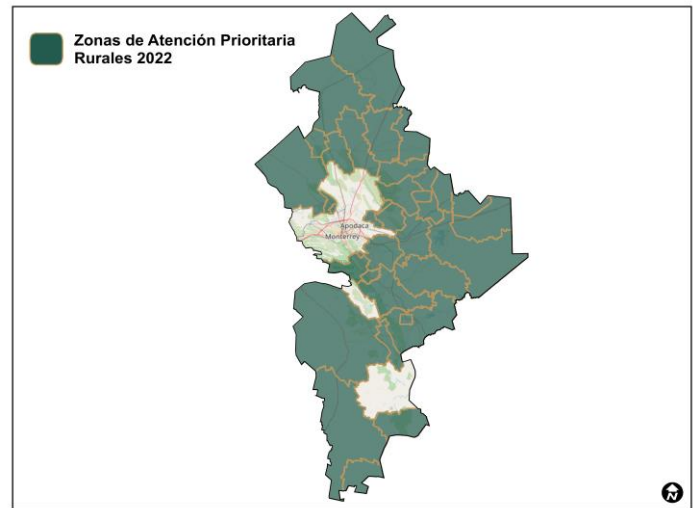 Zonas de Atención Prioritaria
Rurales 2022
Apodaca
Monterrey
N